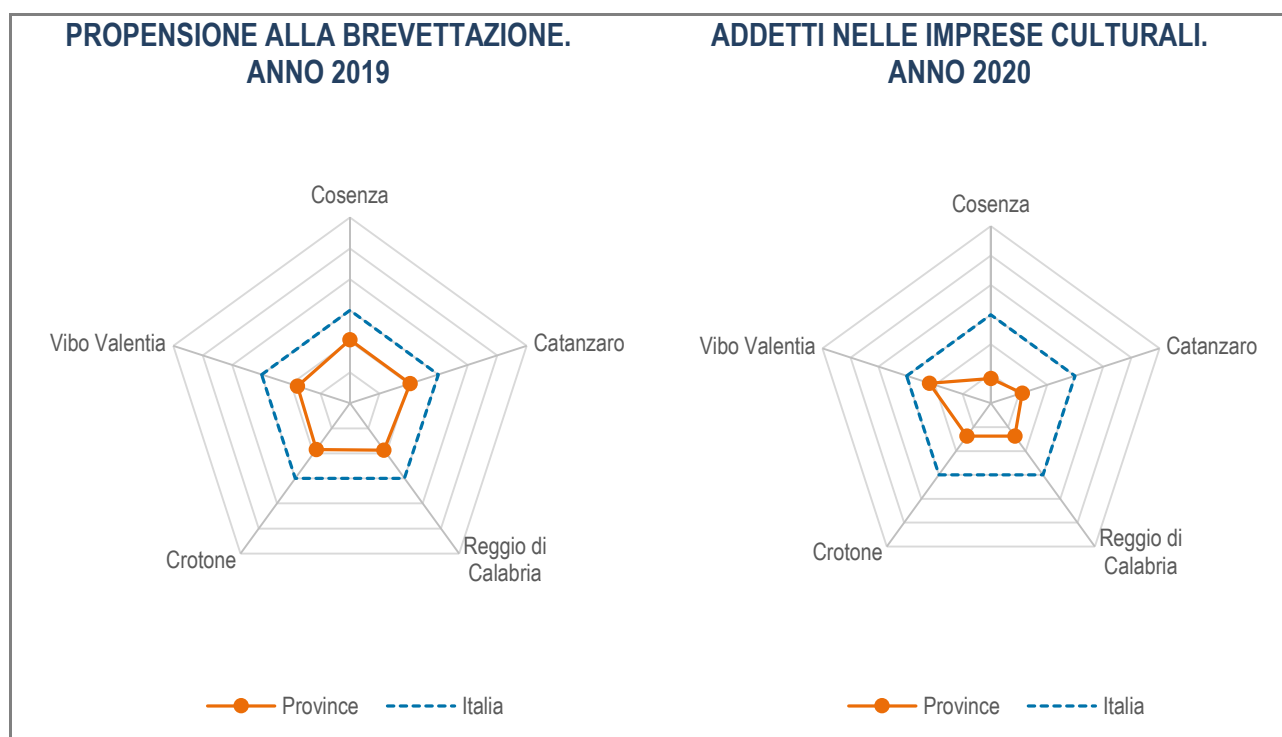 PROPENSIONE ALLA BREVETTAZIONE.
ANNO 2019
Cosenza
Catanzaro
Reggio di
Calabria
Crotone
Vibo Valentia
Province
Italia
ADDETTI NELLE IMPRESE CULTURALI.
ANNO 2020
Cosenza
Catanzaro
Reggio di
Calabria
Crotone
Vibo Valentia
Province
Italia